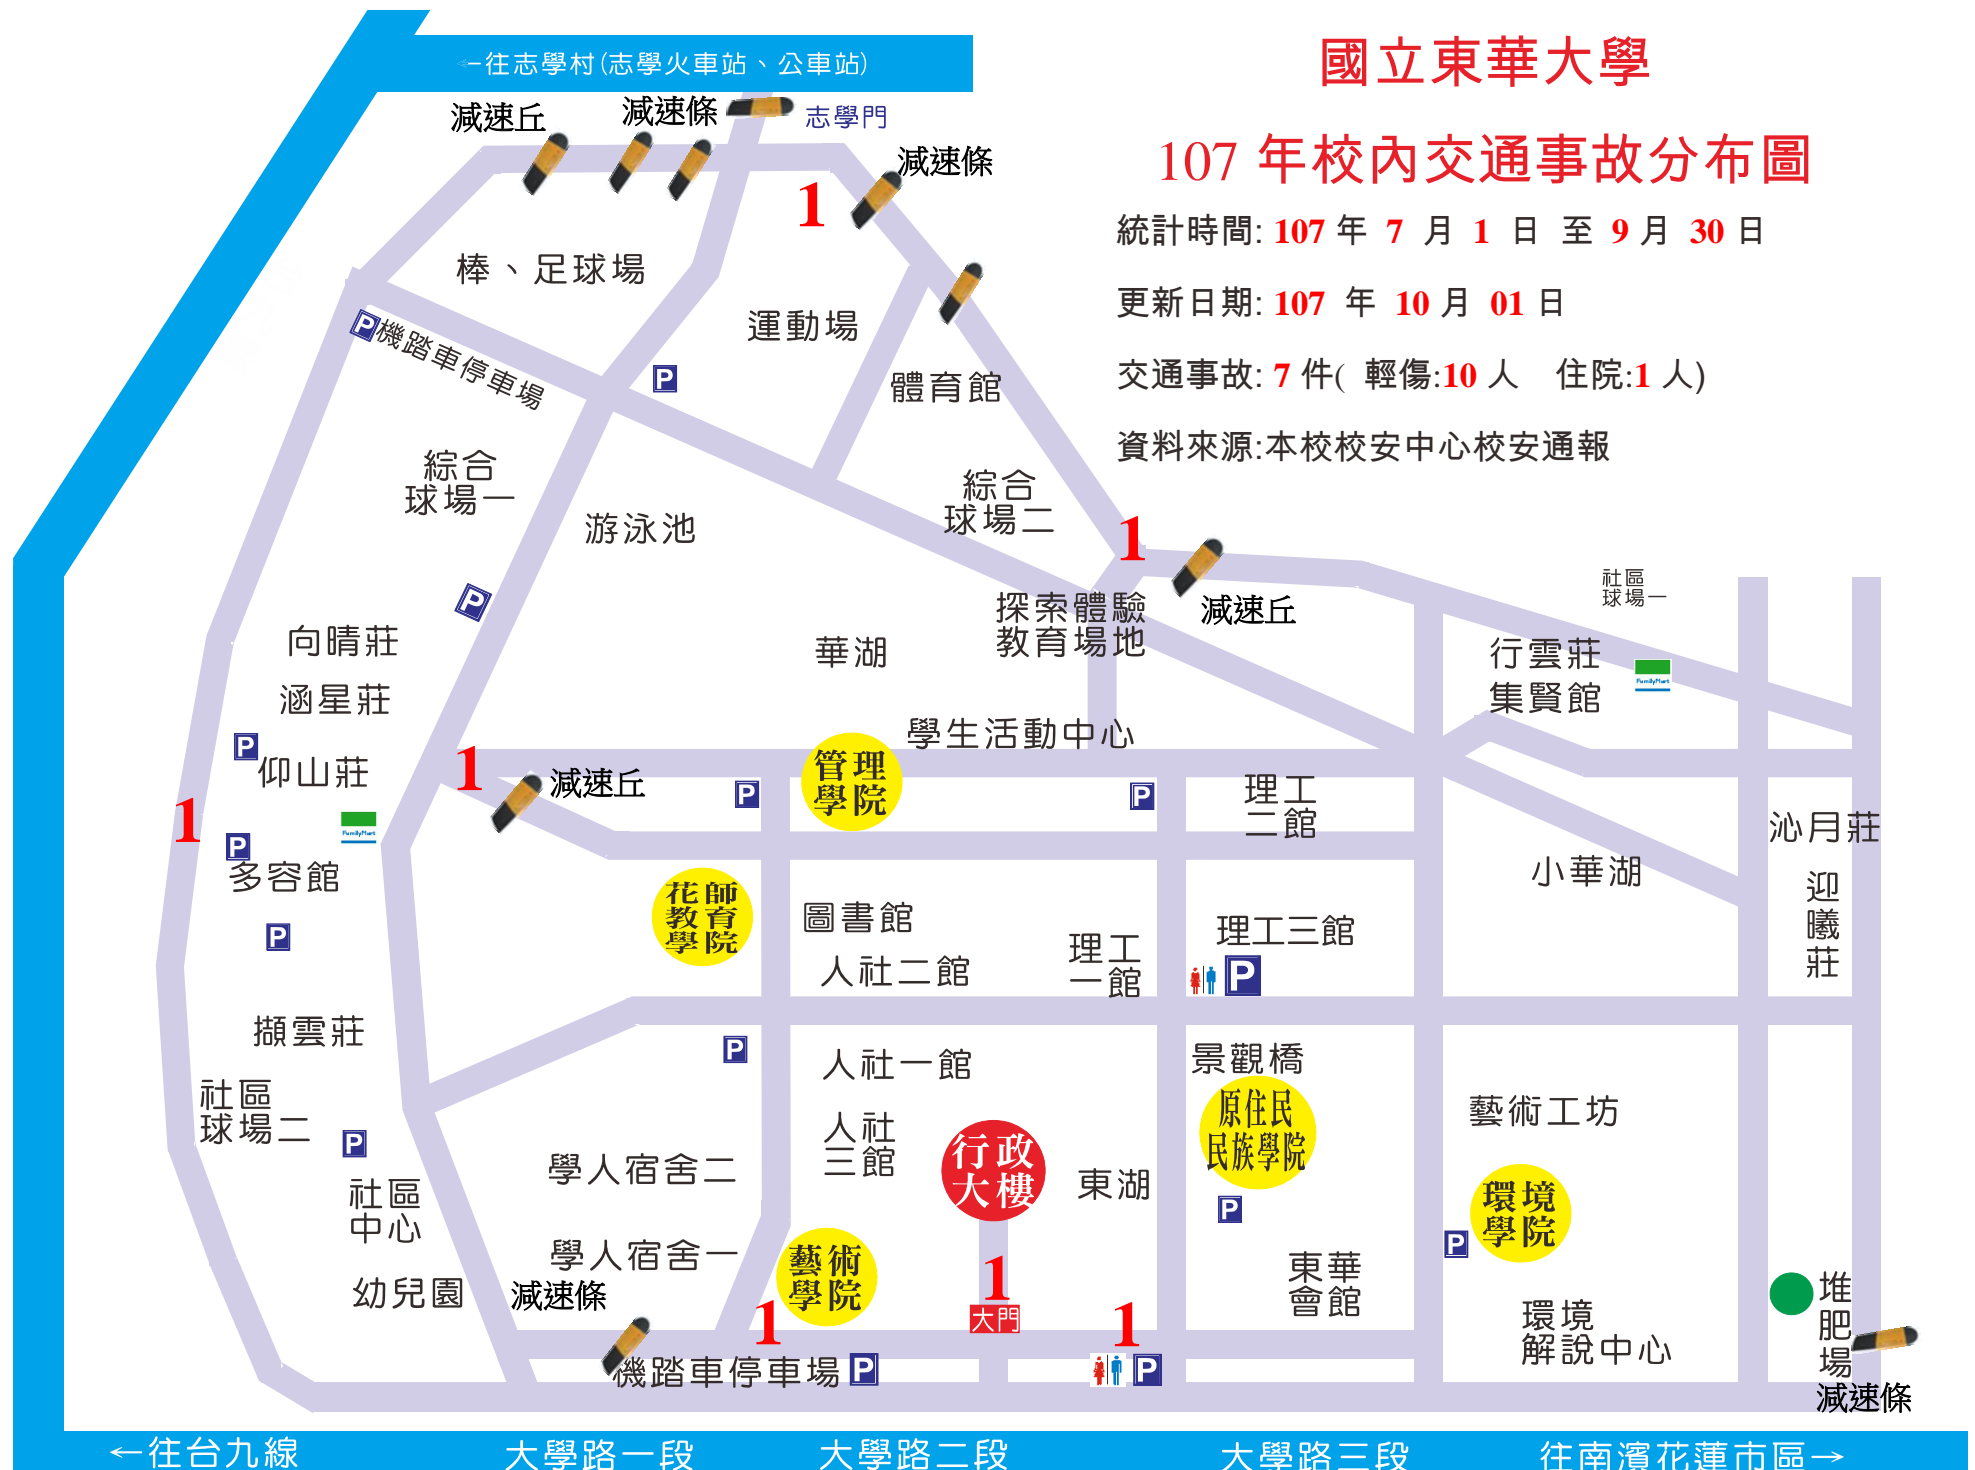 ←往志學村(志學火車站、公車站)
國立東華大學
107 年校內交通事故分布圖
統計時間: 107 年 7 月 1 日 至 9 月 30 日
更新日期: 107 年 10 月 01 日
交通事故: 7 件( 輕傷:10 人 住院:1 人)
資料來源:本校校安中心校安通報
減速丘
減速條
志學門
減速條
1
棒、足球場
運動場
P
機踏車停車場
P
體育館
綜合
球場一
綜合
球場二
游泳池
1
減速丘
社區
球場一
P
探索體驗
教育場地
向晴莊
華湖
行雲莊
集賢館
FamilyMart
涵星莊
學生活動中心
P
仰山莊
1
減速丘
P
管理
學院
P
理工
二館
1
FamilyMart
P
多容館
沁月莊
小華湖
迎曦莊
花師
教育
學院
圖書館
人社二館
理工
一館
理工三館
P
P
擷雲莊
P
人社一館
景觀橋
社區
球場二
P
人社
三館
行政
大樓
東湖
原住民
民族學院
P
藝術工坊
環境
學院
P
學人宿舍二
社區
中心
學人宿舍一
幼兒園
減速條
藝術
學院
1
1
大門
1
東華
會館
環境
解說中心
堆肥場
減速條
機踏車停車場
P
P
←往台九線
大學路一段
大學路二段
大學路三段
往南濱花蓮市區→